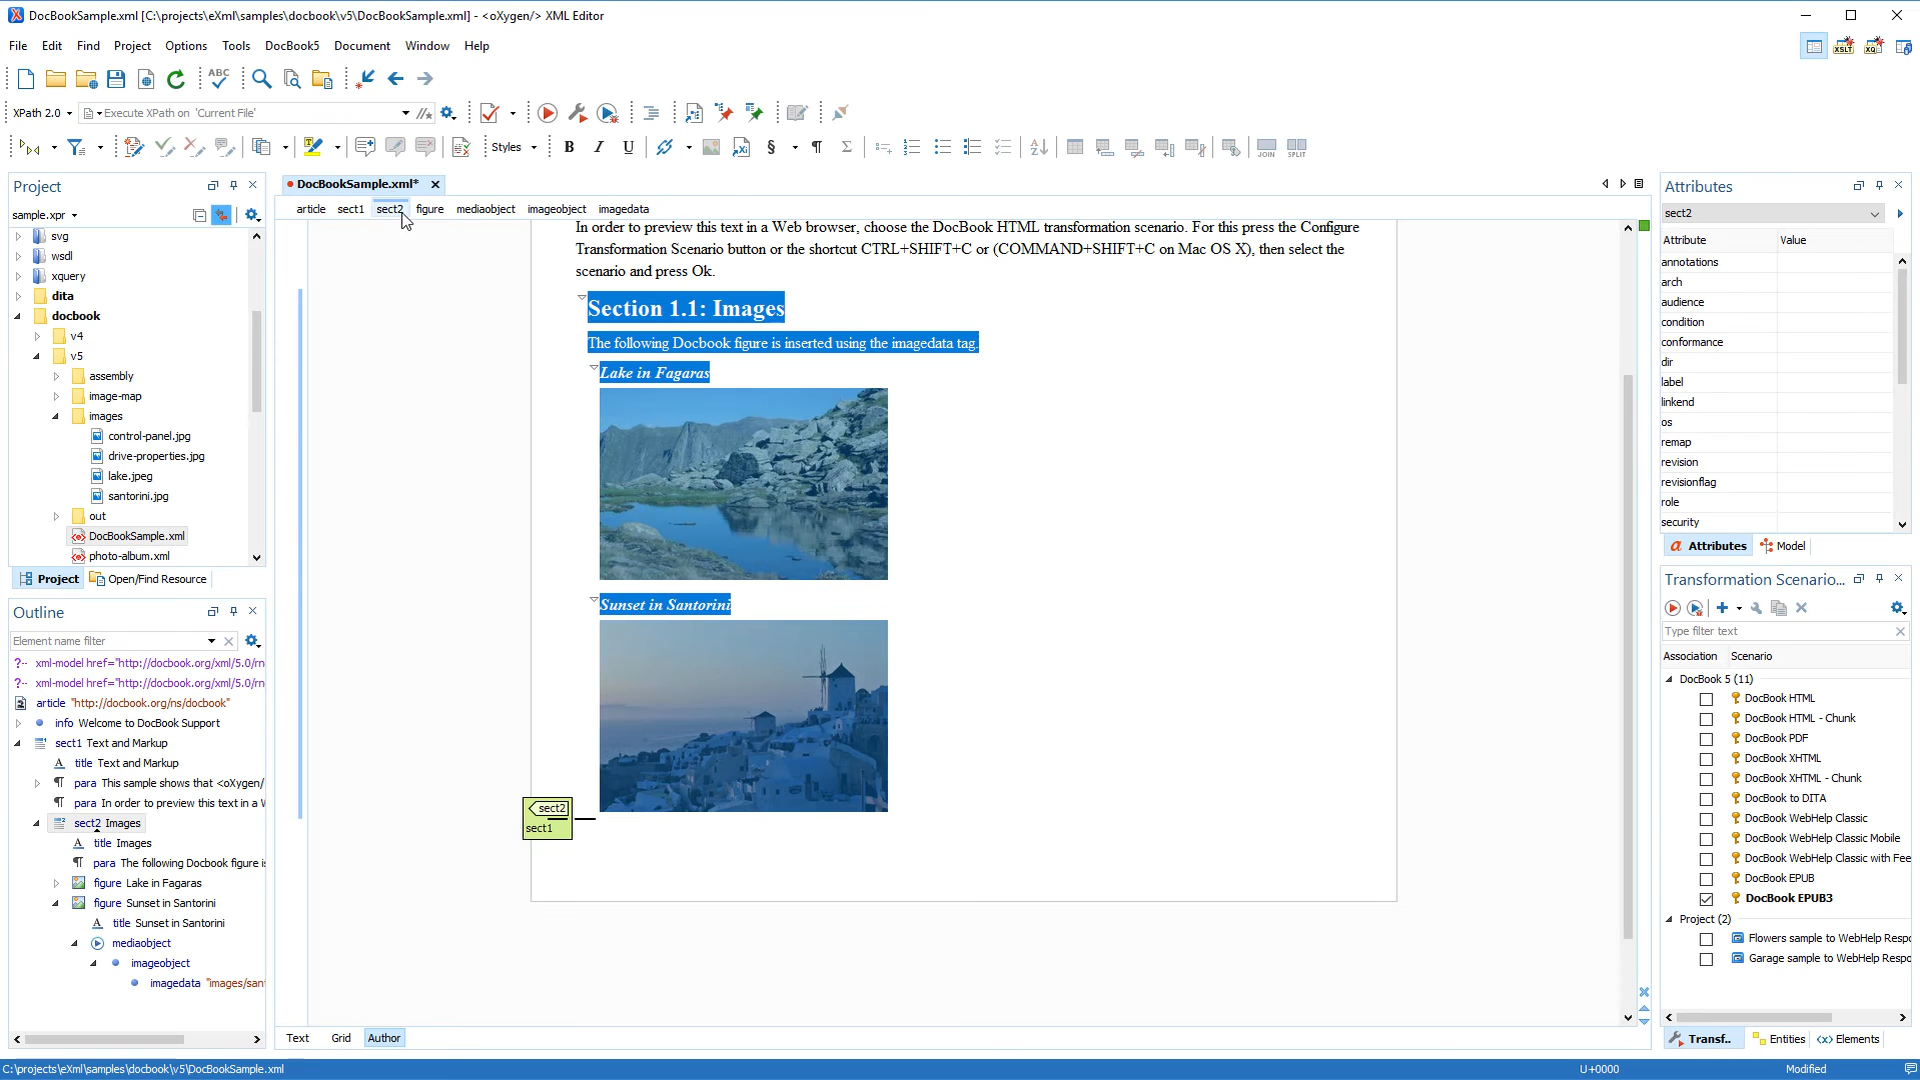 DocBookSample.xml [C:\projects\eXml\samples\docbook\v5\DocBookSample.xml] - <oXygen/> XML Editor
File Edit Find Project Options Tools DocBook5 Document Window Help
XSLT XQ
ABC
XPath 2.0 Execute XPath on 'Current File'
Styles B I U § ¶ Σ JOIN SPLIT
Project
sample.xpr
svg
wsdl
xquery
dita
docbook
v4
v5
assembly
image-map
images
control-panel.jpg
drive-properties.jpg
lake.jpeg
santorini.jpg
out
DocBookSample.xml
photo-album.xml
Project Open/Find Resource
Outline
Element name filter
xml-model href="http://docbook.org/xml/5.0/rn
xml-model href="http://docbook.org/xml/5.0/rn
article "http://docbook.org/ns/docbook"
info Welcome to DocBook Support
sect1 Text and Markup
title Text and Markup
para This sample shows that <oXygen/
para In order to preview this text in a W
sect2 Images
title Images
para The following Docbook figure is
figure Lake in Fagaras
figure Sunset in Santorini
title Sunset in Santorini
mediaobject
imageobject
imagedata "images/san
DocBookSample.xml*
article sect1 sect2 figure mediaobject imageobject imagedata
In order to preview this text in a Web browser, choose the DocBook HTML transformation scenario. For this press the Configure
Transformation Scenario button or the shortcut CTRL+SHIFT+C or (COMMAND+SHIFT+C on Mac OS X), then select the
scenario and press Ok.
Section 1.1: Images
The following Docbook figure is inserted using the imagedata tag.
Lake in Fagaras
Sunset in Santorini
sect2
sect1
Text Grid Author
Attributes
sect2
Attribute Value
annotations
arch
audience
condition
conformance
dir
label
linkend
os
remap
revision
revisionflag
role
security
Attributes Model
Transformation Scenario...
Type filter text
Association Scenario
DocBook 5 (11)
DocBook HTML
DocBook HTML - Chunk
DocBook PDF
DocBook XHTML
DocBook XHTML - Chunk
DocBook to DITA
DocBook WebHelp Classic
DocBook WebHelp Classic Mobile
DocBook WebHelp Classic with Fee
DocBook EPUB
DocBook EPUB3
Project (2)
Flowers sample to WebHelp Respo
Garage sample to WebHelp Respo
Transf.. Entities Elements
C:\projects\eXml\samples\docbook\v5\DocBookSample.xml U+0000 Modified